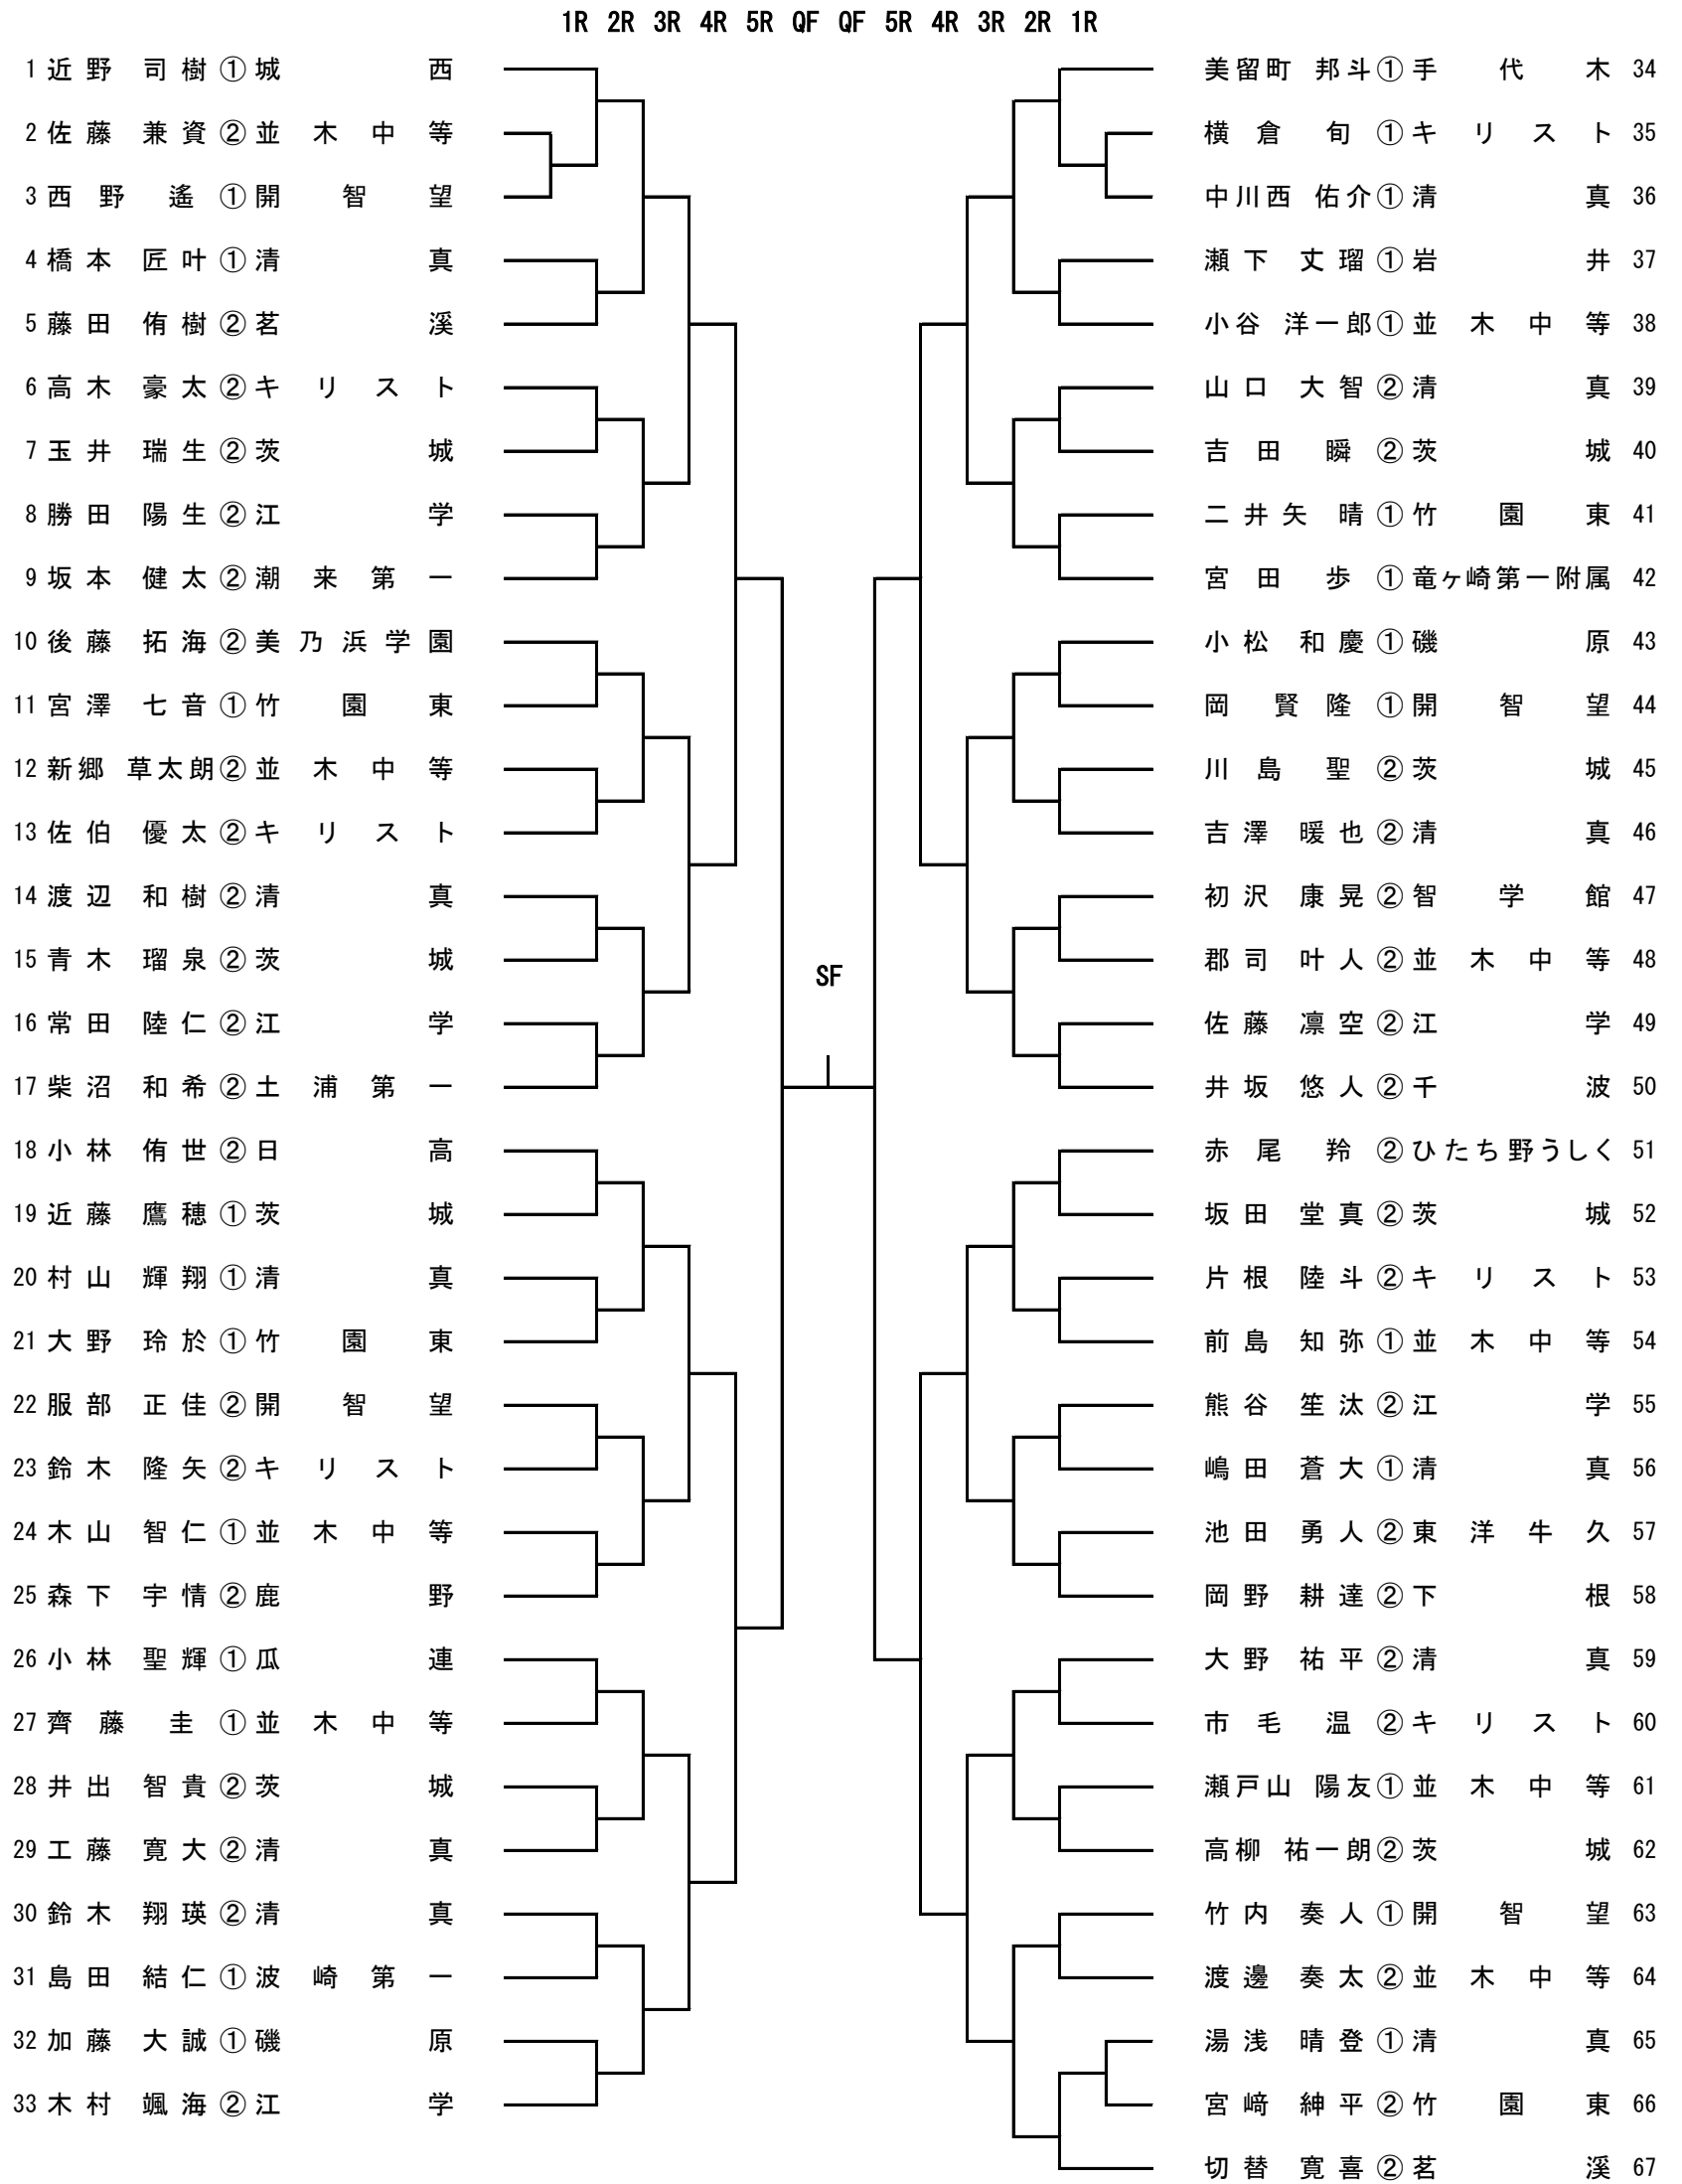 1R 2R 3R 4R 5R QF QF 5R 4R 3R 2R 1R
1 近野 司樹 ① 城西
2 佐藤 兼資 ② 並木中等
3 西野 遙 ① 開智望
4 橋本 匠叶 ① 清真
5 藤田 侑樹 ② 茗溪
6 高木 豪太 ② キリスト
7 玉井 瑞生 ② 茨城
8 勝田 陽生 ② 江学
9 坂本 健太 ② 潮来第一
10 後藤 拓海 ② 美乃浜学園
11 宮澤 七音 ① 竹園東
12 新郷 草太朗 ② 並木中等
13 佐伯 優太 ② キリスト
14 渡辺 和樹 ② 清真
15 青木 瑠泉 ② 茨城
16 常田 陸仁 ② 江学
17 柴沼 和希 ② 土浦第一
18 小林 侑世 ② 日高
19 近藤 鷹穂 ① 茨城
20 村山 輝翔 ① 清真
21 大野 玲於 ① 竹園東
22 服部 正佳 ② 開智望
23 鈴木 隆矢 ② キリスト
24 木山 智仁 ① 並木中等
25 森下 宇情 ② 鹿野
26 小林 聖輝 ① 瓜連
27 齊藤 圭 ① 並木中等
28 井出 智貴 ② 茨城
29 工藤 寛大 ② 清真
30 鈴木 翔瑛 ② 清真
31 島田 結仁 ① 波崎第一
32 加藤 大誠 ① 磯原
33 木村 颯海 ② 江学
SF
美留町 邦斗 ① 手代木 34
横倉 旬 ① キリスト 35
中川西 佑介 ① 清真 36
瀬下 丈瑠 ① 岩井 37
小谷 洋一郎 ① 並木中等 38
山口 大智 ② 清真 39
吉田 瞬 ② 茨城 40
二井矢 晴 ① 竹園東 41
宮田 歩 ① 竜ヶ崎第一附属 42
小松 和慶 ① 磯原 43
岡 賢隆 ① 開智望 44
川島 聖 ② 茨城 45
吉澤 暖也 ② 清真 46
初沢 康晃 ② 智学館 47
郡司 叶人 ② 並木中等 48
佐藤 凛空 ② 江学 49
井坂 悠人 ② 千波 50
赤尾 羚 ② ひたち野うしく 51
坂田 堂真 ② 茨城 52
片根 陸斗 ② キリスト 53
前島 知弥 ① 並木中等 54
熊谷 笙汰 ② 江学 55
嶋田 蒼大 ① 清真 56
池田 勇人 ② 東洋牛久 57
岡野 耕達 ② 下根 58
大野 祐平 ② 清真 59
市毛 温 ② キリスト 60
瀬戸山 陽友 ① 並木中等 61
高柳 祐一朗 ② 茨城 62
竹内 奏人 ① 開智望 63
渡邊 奏太 ② 並木中等 64
湯浅 晴登 ① 清真 65
宮﨑 紳平 ② 竹園東 66
切替 寛喜 ② 茗溪 67